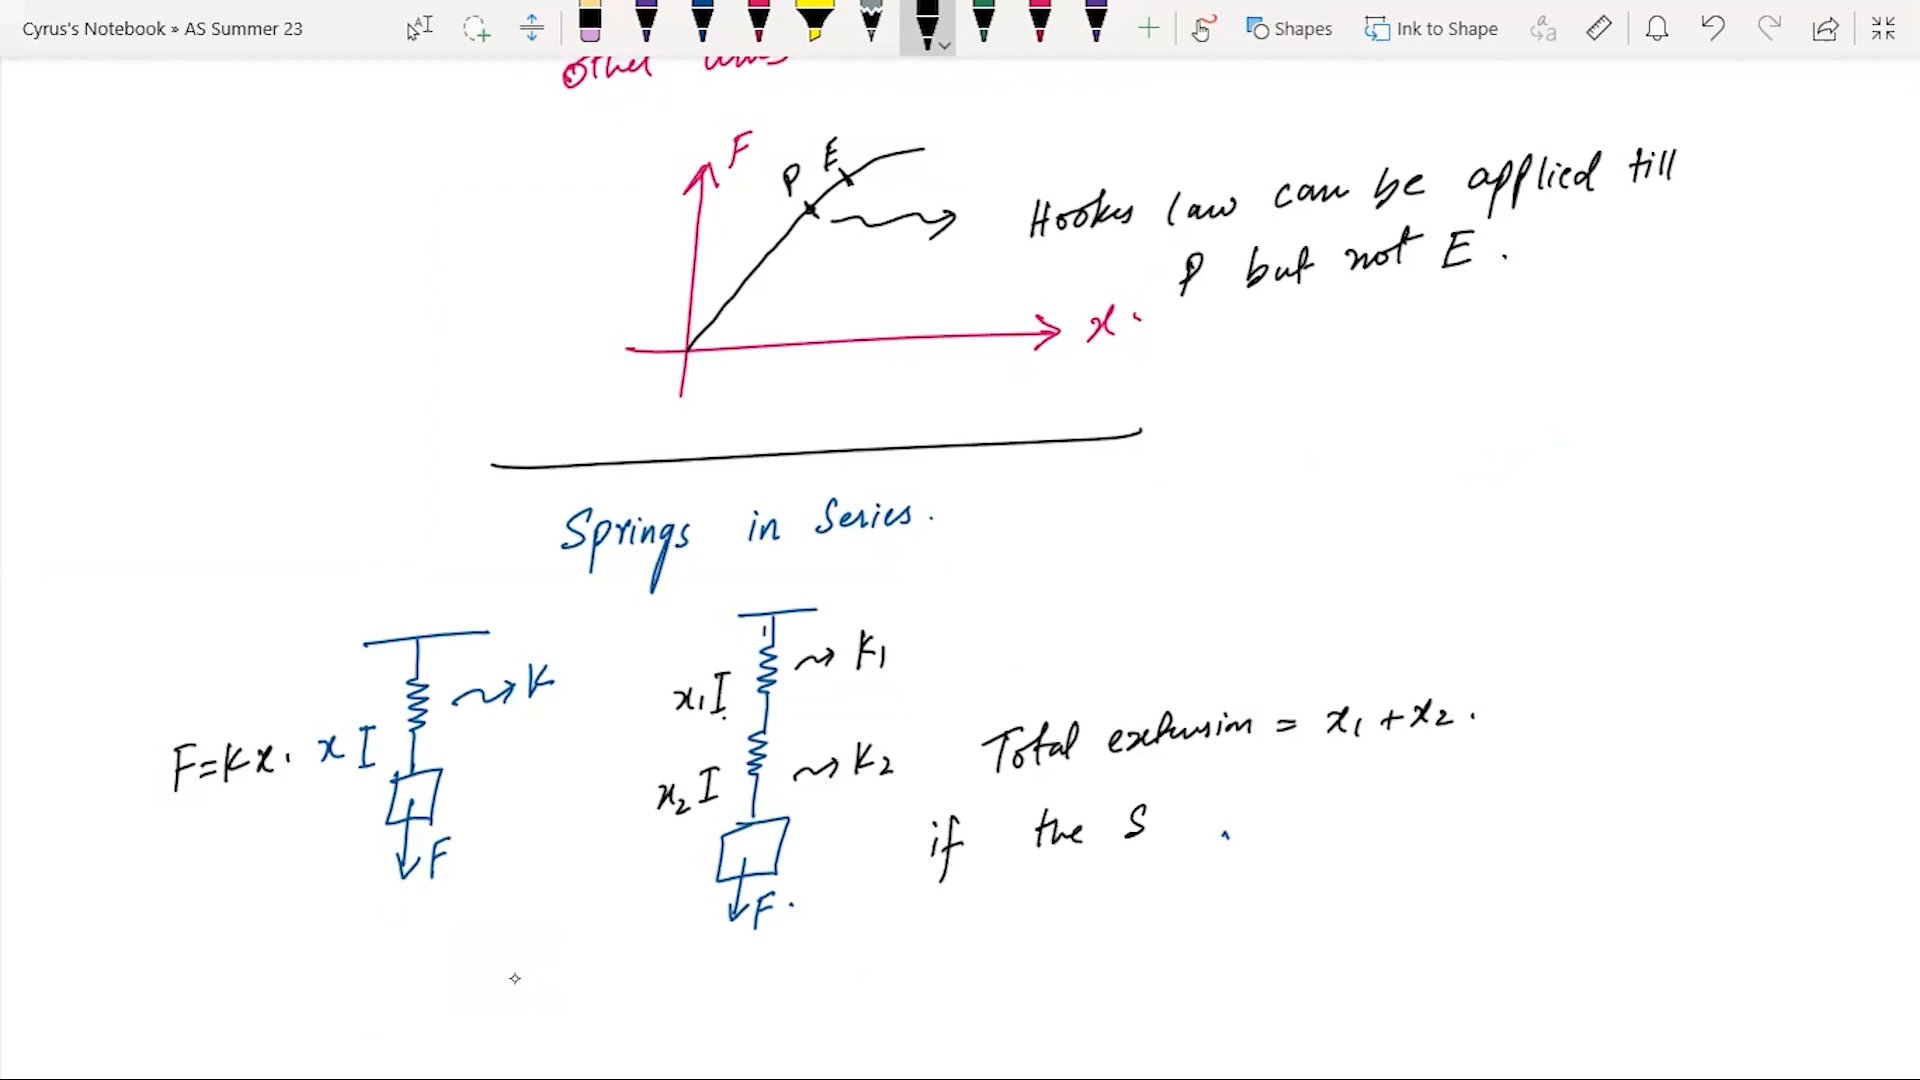 Cyrus's Notebook » AS Summer 23
Shapes
Ink to Shape
other
F
P E
Hookes law can be applied till
P but not E.
x.
Springs in Series.
K
F=Kx. x
F
K1
x1
K2
x2
F.
Total extension = x1 + x2.
if the S